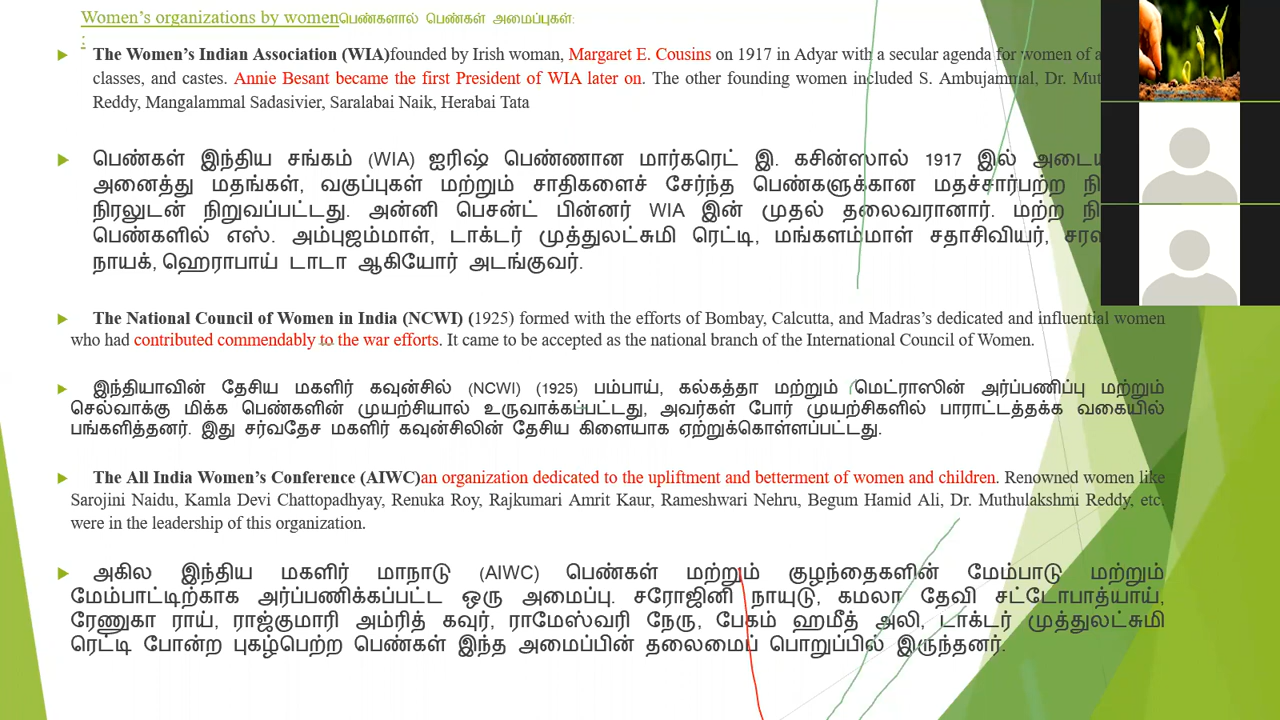 Women’s organizations by womenபெண்களால் பெண்கள் அமைப்புகள்:
:
The Women’s Indian Association (WIA)founded by Irish woman, Margaret E. Cousins on 1917 in Adyar with a secular agenda for women of a
classes, and castes. Annie Besant became the first President of WIA later on. The other founding women included S. Ambujammal, Dr.
Reddy, Mangalammal Sadasivier, Saralabai Naik, Herabai Tata
பெண்கள் இந்திய சங்கம் (WIA) ஐரிஷ் பெண்ணான மார்கரெட் இ. கசின்ஸால் 1917 இல்
அனைத்து மதங்கள், வகுப்புகள் மற்றும் சாதிகளைச் சேர்ந்த பெண்களுக்கான மதச்சார்பற்ற
நிரலுடன் நிறுவப்பட்டது. அன்னி பெசன்ட் பின்னர் WIA இன் முதல் தலைவரானார். மற்ற
பெண்களில் எஸ். அம்புஜம்மாள், டாக்டர் முத்துலட்சுமி ரெட்டி, மங்களம்மாள் சதாசிவியர்,
நாயக், ஹெராபாய் டாடா ஆகியோர் அடங்குவர்.
The National Council of Women in India (NCWI) (1925) formed with the efforts of Bombay, Calcutta, and Madras’s dedicated and influential women
who had contributed commendably to the war efforts. It came to be accepted as the national branch of the International Council of Women.
இந்தியாவின் தேசிய மகளிர் கவுன்சில் (NCWI) (1925) பம்பாய், கல்கத்தா மற்றும் மெட்ராஸின் அர்ப்பணிப்பு மற்றும்
செல்வாக்கு மிக்க பெண்களின் முயற்சியால் உருவாக்கப்பட்டது, அவர்கள் போர் முயற்சிகளில் பாராட்டத்தக்க வகையில்
பங்களித்தனர். இது சர்வதேச மகளிர் கவுன்சிலின் தேசிய கிளையாக ஏற்றுக்கொள்ளப்பட்டது.
The All India Women’s Conference (AIWC)an organization dedicated to the upliftment and betterment of women and children. Renowned women like
Sarojini Naidu, Kamla Devi Chattopadhyay, Renuka Roy, Rajkumari Amrit Kaur, Rameshwari Nehru, Begum Hamid Ali, Dr. Muthulakshmi Reddy, etc.
were in the leadership of this organization.
அகில இந்திய மகளிர் மாநாடு (AIWC) பெண்கள் மற்றும் குழந்தைகளின் மேம்பாடு மற்றும்
மேம்பாட்டிற்காக அர்ப்பணிக்கப்பட்ட ஒரு அமைப்பு. சரோஜினி நாயுடு, கமலா தேவி சட்டோபாத்யாய்,
ரேணுகா ராய், ராஜ்குமாரி அம்ரித் கவுர், ராமேஸ்வரி நேரு, பேகம் ஹமீத் அலி, டாக்டர் முத்துலட்சுமி
ரெட்டி போன்ற புகழ்பெற்ற பெண்கள் இந்த அமைப்பின் தலைமைப் பொறுப்பில் இருந்தனர்.